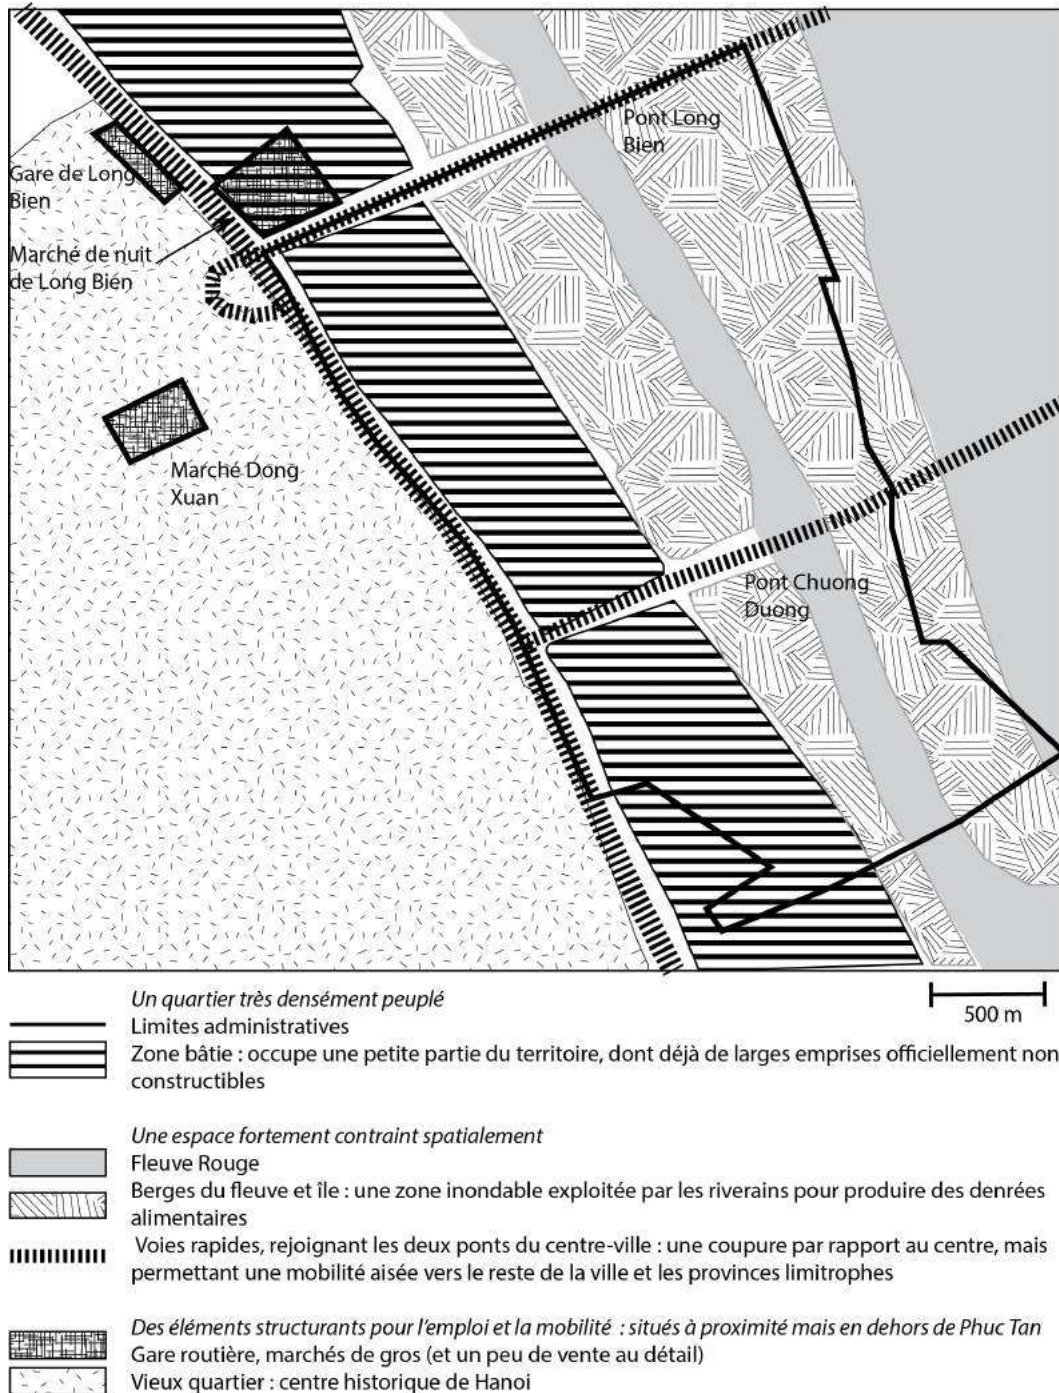 Pont Long
Bien
Gare de Long
Bien
Marché de nuit
de Long Bien
Marché Dong
Xuan
Pont Chuong
Duong
500 m
Un quartier très densément peuplé
Limites administratives
Zone bâtie : occupe une petite partie du territoire, dont déjà de larges emprises officiellement non
constructibles
Une espace fortement contraint spatialement
Fleuve Rouge
Berges du fleuve et île : une zone inondable exploitée par les riverains pour produire des denrées
alimentaires
Voies rapides, rejoignant les deux ponts du centre-ville : une coupure par rapport au centre, mais
permettant une mobilité aisée vers le reste de la ville et les provinces limitrophes
Des éléments structurants pour l'emploi et la mobilité : situés à proximité mais en dehors de Phuc Tan
Gare routière, marchés de gros (et un peu de vente au détail)
Vieux quartier : centre historique de Hanoi